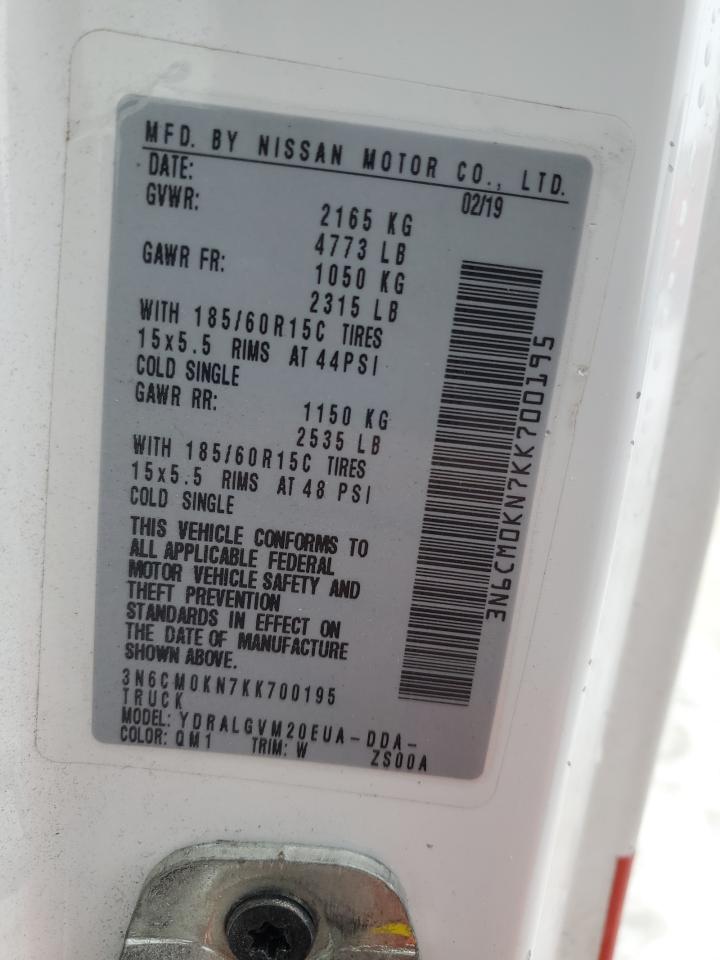 MFD. BY NISSAN MOTOR CO., LTD.
DATE: 02/19
GVWR: 2165 KG
4773 LB
GAWR FR: 1050 KG
2315 LB
WITH 185/60R15C TIRES
15x5.5 RIMS AT 44PSI
COLD SINGLE
GAWR RR: 1150 KG
2535 LB
WITH 185/60R15C TIRES
15x5.5 RIMS AT 48 PSI
COLD SINGLE
THIS VEHICLE CONFORMS TO
ALL APPLICABLE FEDERAL
MOTOR VEHICLE SAFETY AND
THEFT PREVENTION
STANDARDS IN EFFECT ON
THE DATE OF MANUFACTURE
SHOWN ABOVE.
3N6CM0KN7KK700195
TRUCK
MODEL: YDRALGVM20EUA-DDA-
ZS00A
COLOR: QM1 TRIM: W
3N6CM0KN7KK700195